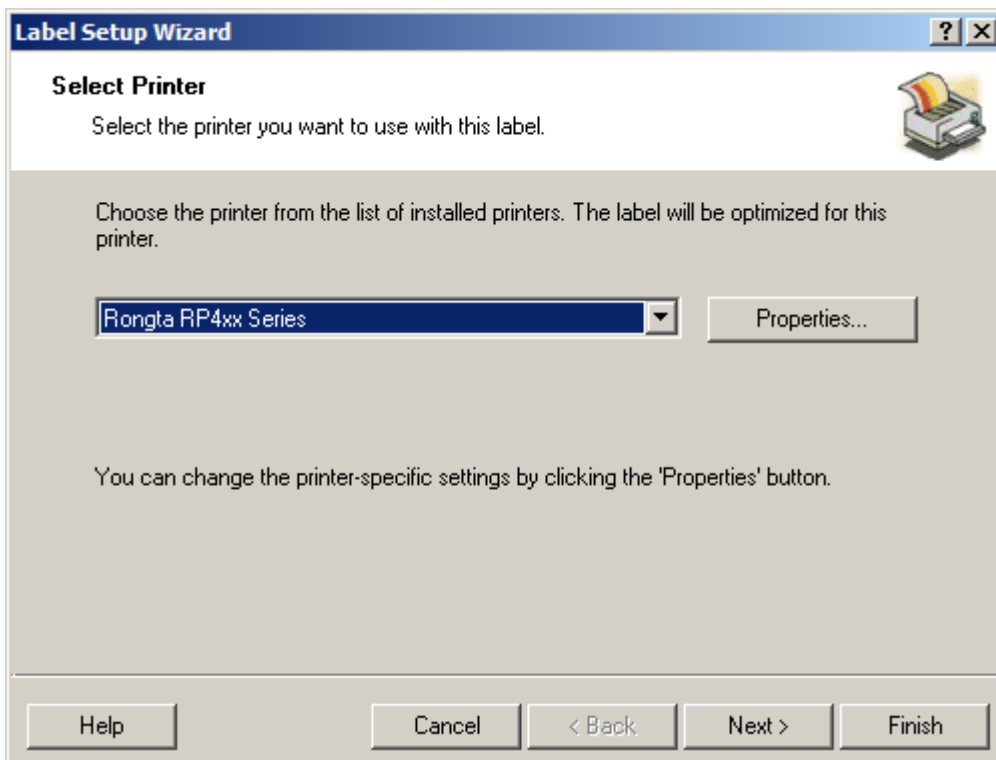 Label Setup Wizard
Select Printer
Select the printer you want to use with this label.
Choose the printer from the list of installed printers. The label will be optimized for this
printer.
Rongta RP4xx Series
Properties...
You can change the printer-specific settings by clicking the 'Properties' button.
Help
Cancel
< Back
Next >
Finish